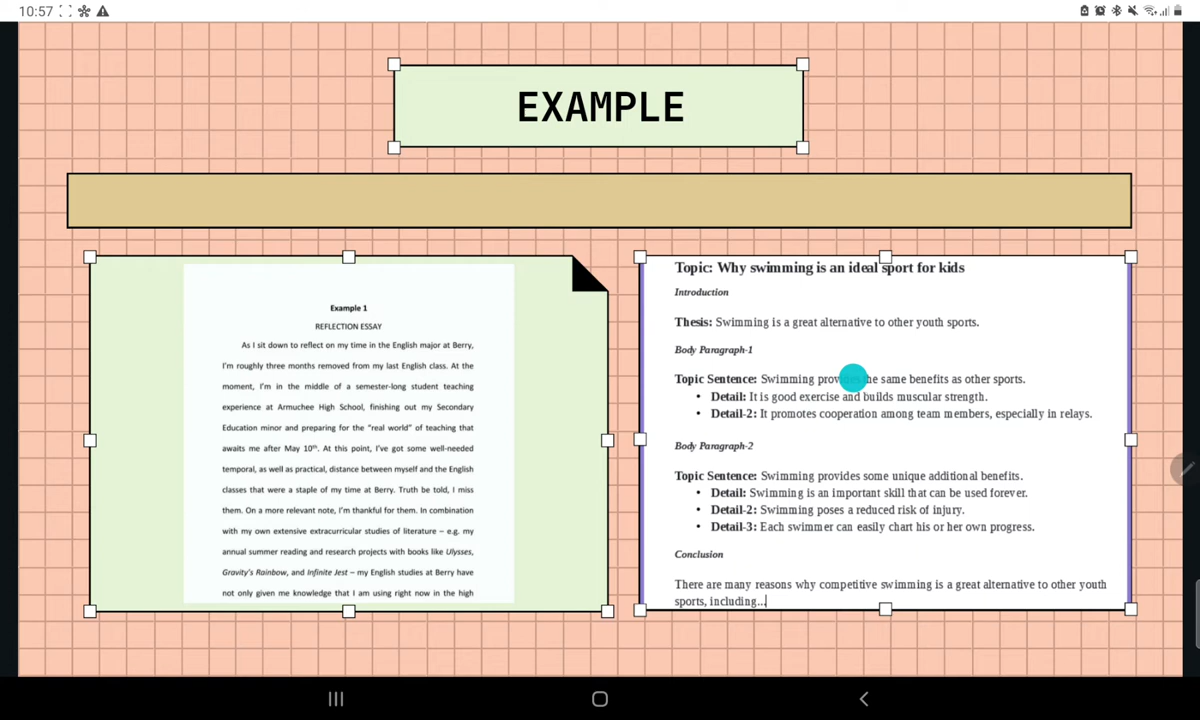 10:57
EXAMPLE
Example 1
REFLECTION ESSAY
As I sit down to reflect on my time in the English major at Berry,
I'm roughly three months removed from my last English class. At the
moment, I'm in the middle of a semester-long student teaching
experience at Armuchee High School, finishing out my Secondary
Education minor and preparing for the "real world" of teaching that
awaits me after May 10th. At this point, I've got some well-needed
temporal, as well as practical, distance between myself and the English
classes that were a staple of my time at Berry. Truth be told, I miss
them. On a more relevant note, I'm thankful for them. In combination
with my own extensive extracurricular studies of literature – e.g. my
annual summer reading and research projects with books like Ulysses,
Gravity's Rainbow, and Infinite Jest – my English studies at Berry have
not only given me knowledge that I am using right now in the high
Topic: Why swimming is an ideal sport for kids
Introduction
Thesis: Swimming is a great alternative to other youth sports.
Body Paragraph-1
Topic Sentence: Swimming provides the same benefits as other sports.
• Detail: It is good exercise and builds muscular strength.
• Detail-2: It promotes cooperation among team members, especially in relays.
Body Paragraph-2
Topic Sentence: Swimming provides some unique additional benefits.
• Detail: Swimming is an important skill that can be used forever.
• Detail-2: Swimming poses a reduced risk of injury.
• Detail-3: Each swimmer can easily chart his or her own progress.
Conclusion
There are many reasons why competitive swimming is a great alternative to other youth
sports, including...